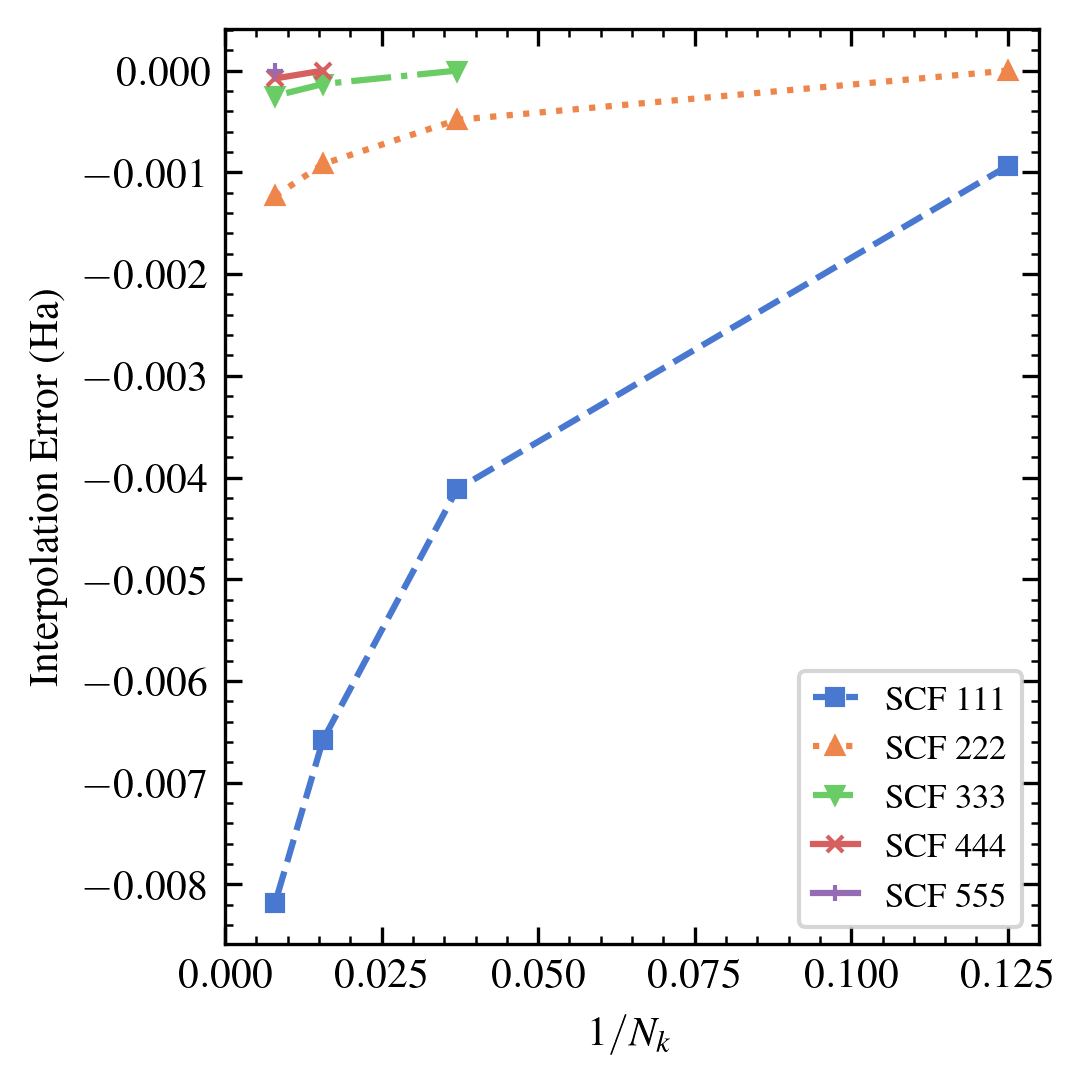 0.000
−0.001
−0.002
−0.003
−0.004
−0.005
−0.006
−0.007
−0.008
Interpolation Error (Ha)
SCF 111
SCF 222
SCF 333
SCF 444
SCF 555
0.000 0.025 0.050 0.075 0.100 0.125
1/N_k